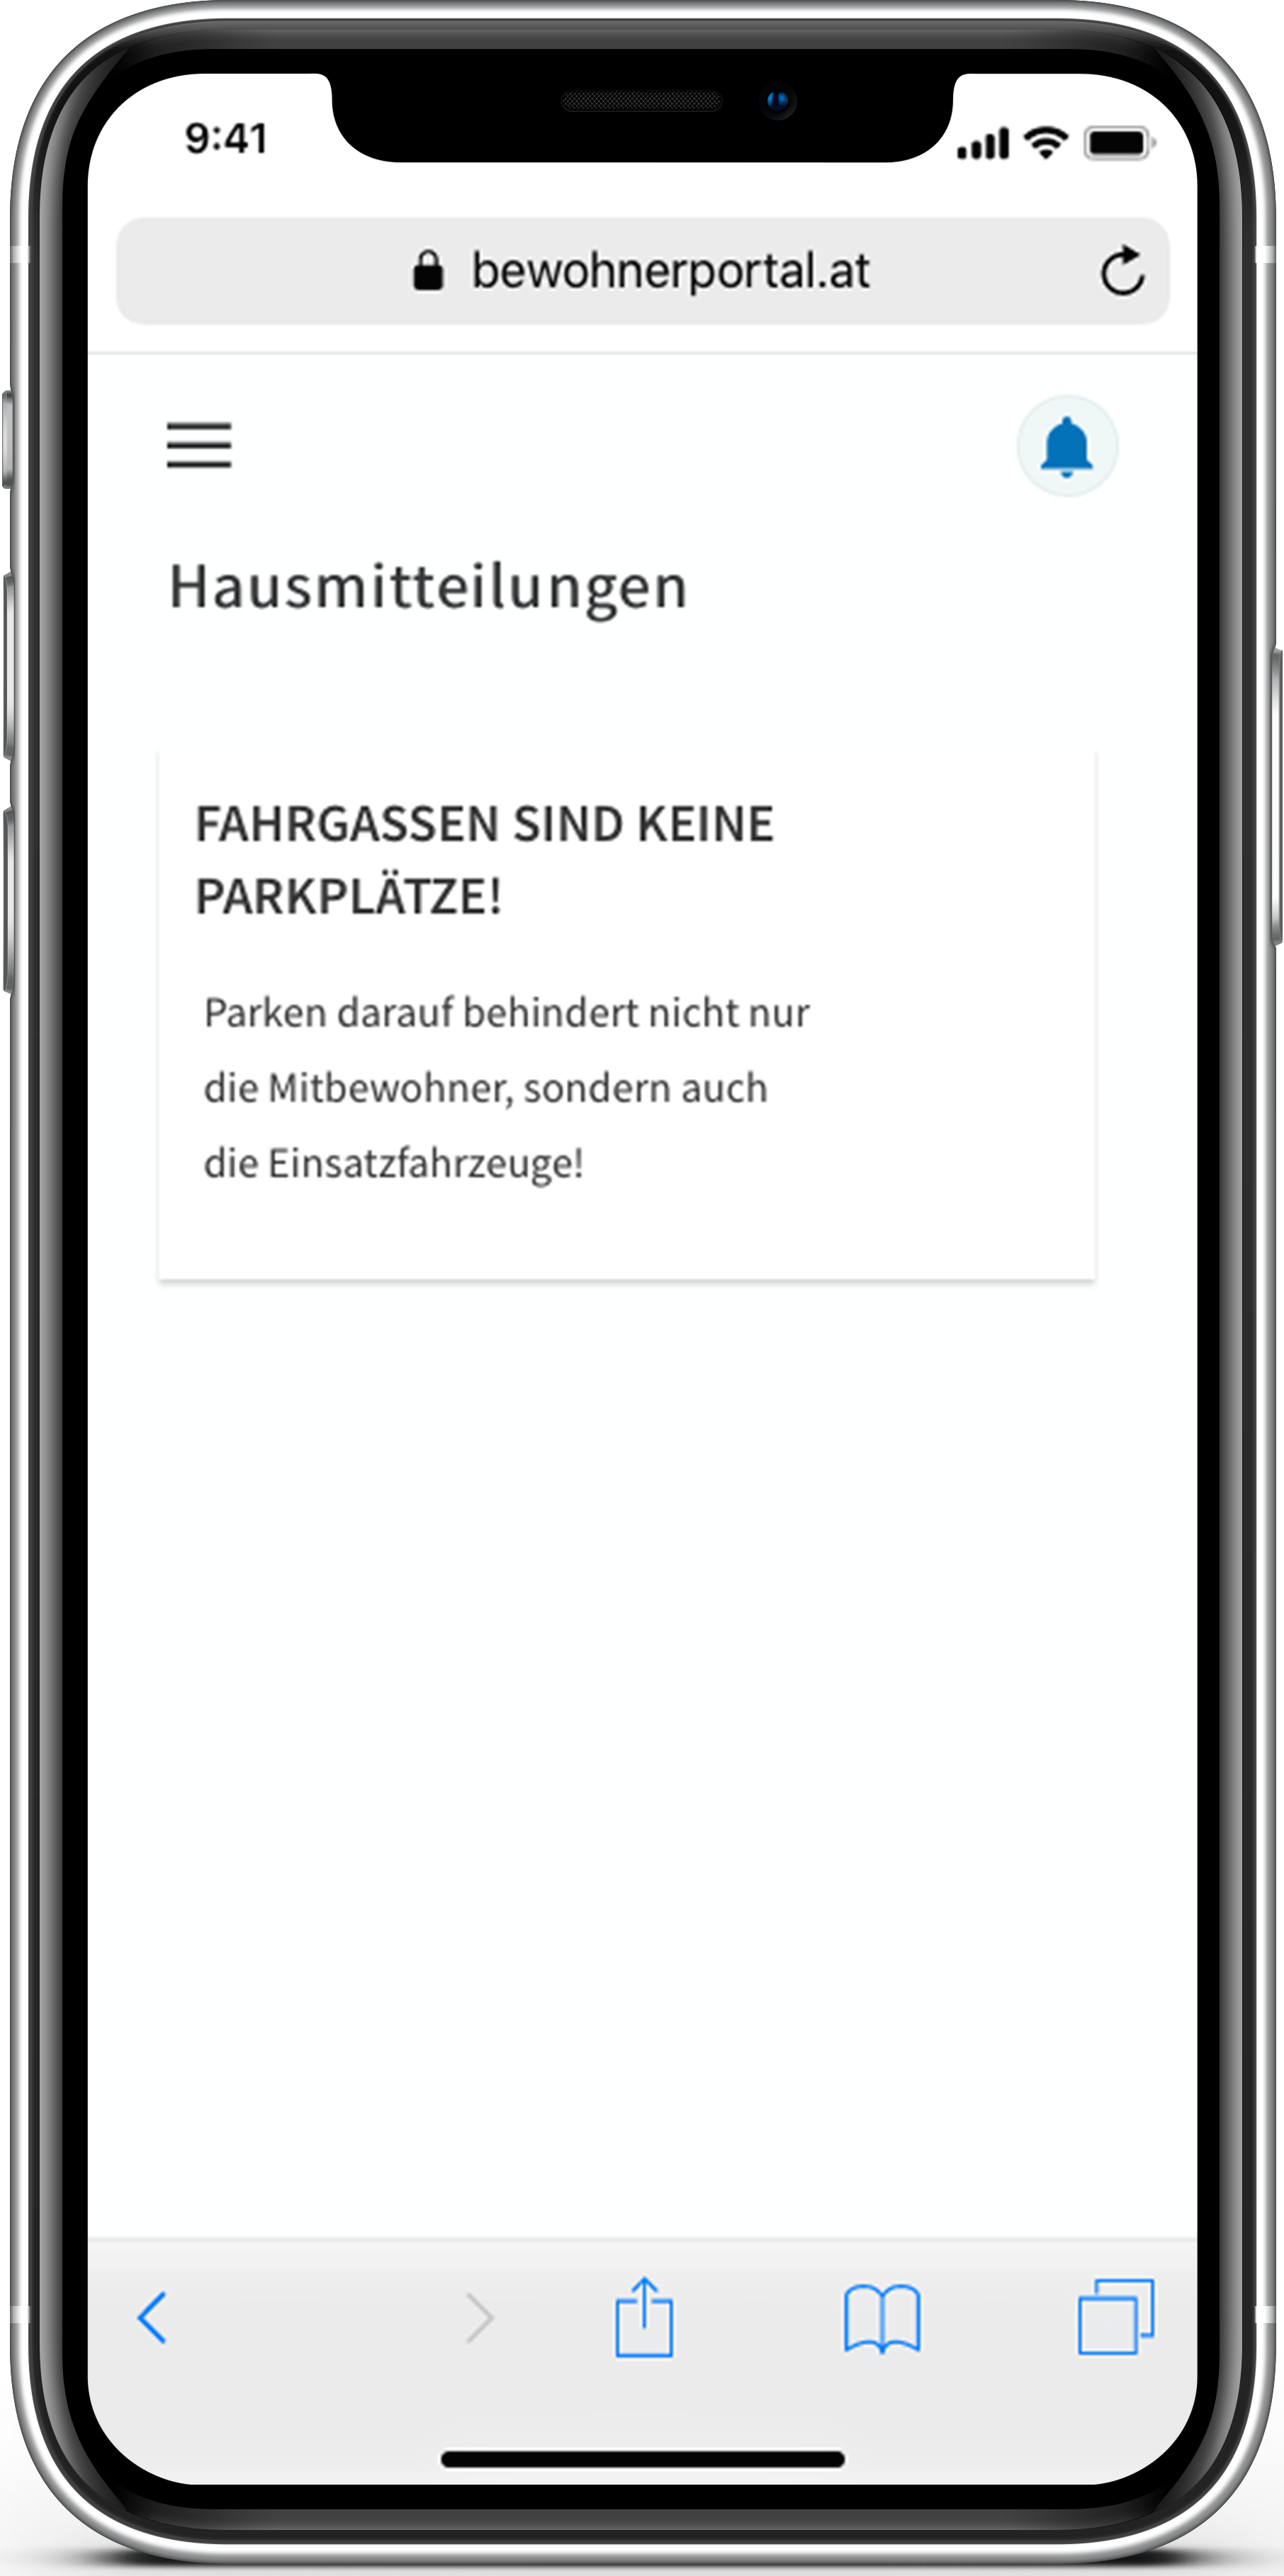 9:41
bewohnerportal.at
Hausmitteilungen
FAHRGASSEN SIND KEINE
PARKPLÄTZE!
Parken darauf behindert nicht nur
die Mitbewohner, sondern auch
die Einsatzfahrzeuge!